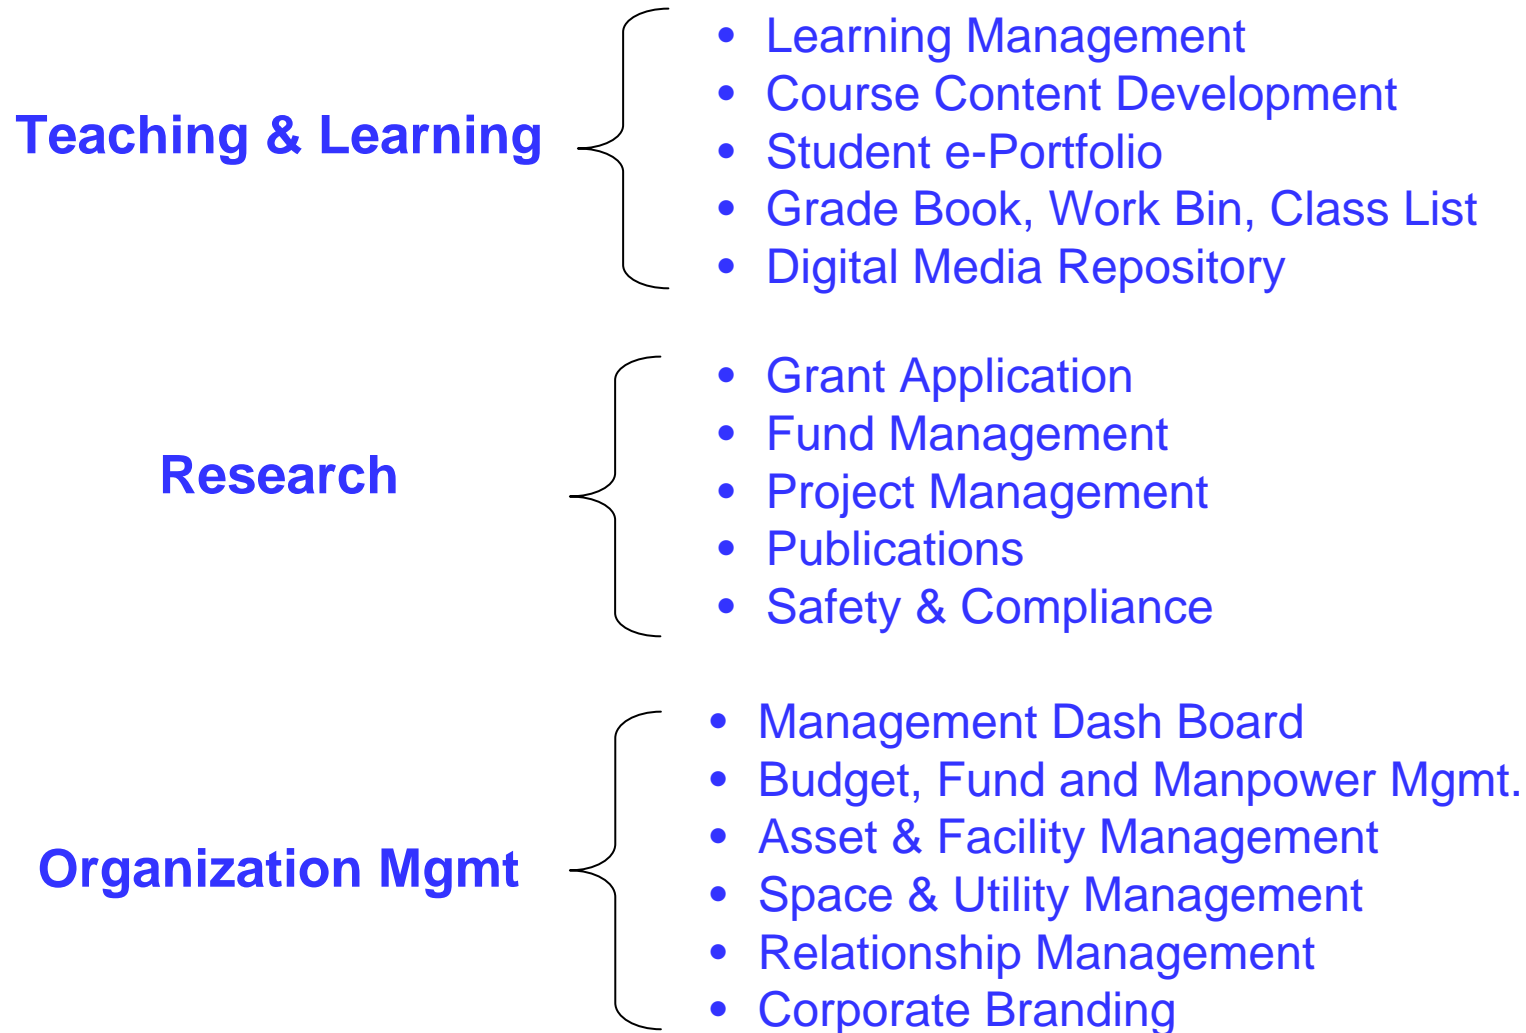 Teaching & Learning
• Learning Management
• Course Content Development
• Student e-Portfolio
• Grade Book, Work Bin, Class List
• Digital Media Repository
Research
• Grant Application
• Fund Management
• Project Management
• Publications
• Safety & Compliance
Organization Mgmt
• Management Dash Board
• Budget, Fund and Manpower Mgmt.
• Asset & Facility Management
• Space & Utility Management
• Relationship Management
• Corporate Branding